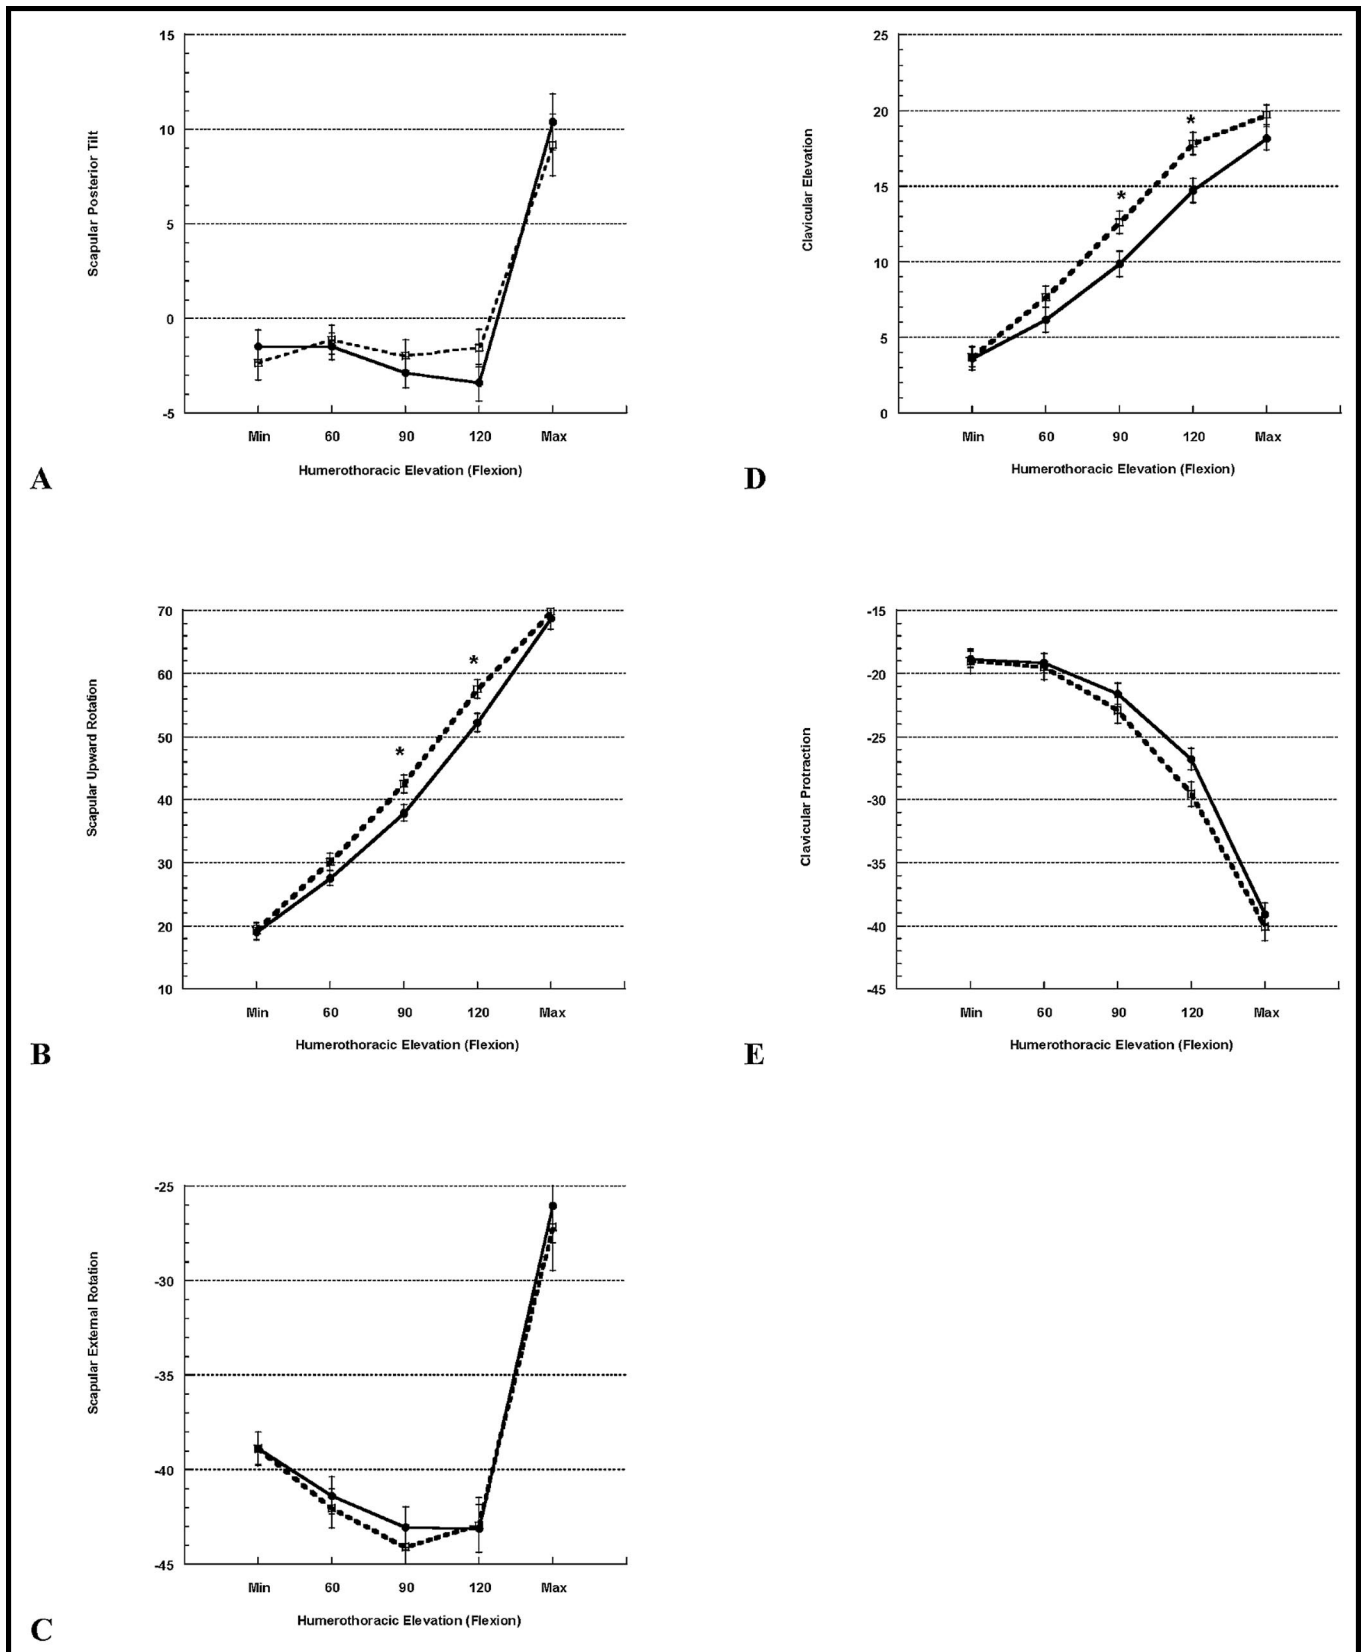 15
10
5
0
-5
Scapular Posterior Tilt
Min 60 90 120 Max
Humerothoracic Elevation (Flexion)
A
25
20
15
10
5
0
Clavicular Elevation
*
*
Min 60 90 120 Max
Humerothoracic Elevation (Flexion)
D
70
60
50
40
30
20
10
Scapular Upward Rotation
*
*
Min 60 90 120 Max
Humerothoracic Elevation (Flexion)
B
-15
-20
-25
-30
-35
-40
-45
Clavicular Protraction
Min 60 90 120 Max
Humerothoracic Elevation (Flexion)
E
-25
-30
-35
-40
-45
Scapular External Rotation
Min 60 90 120 Max
Humerothoracic Elevation (Flexion)
C